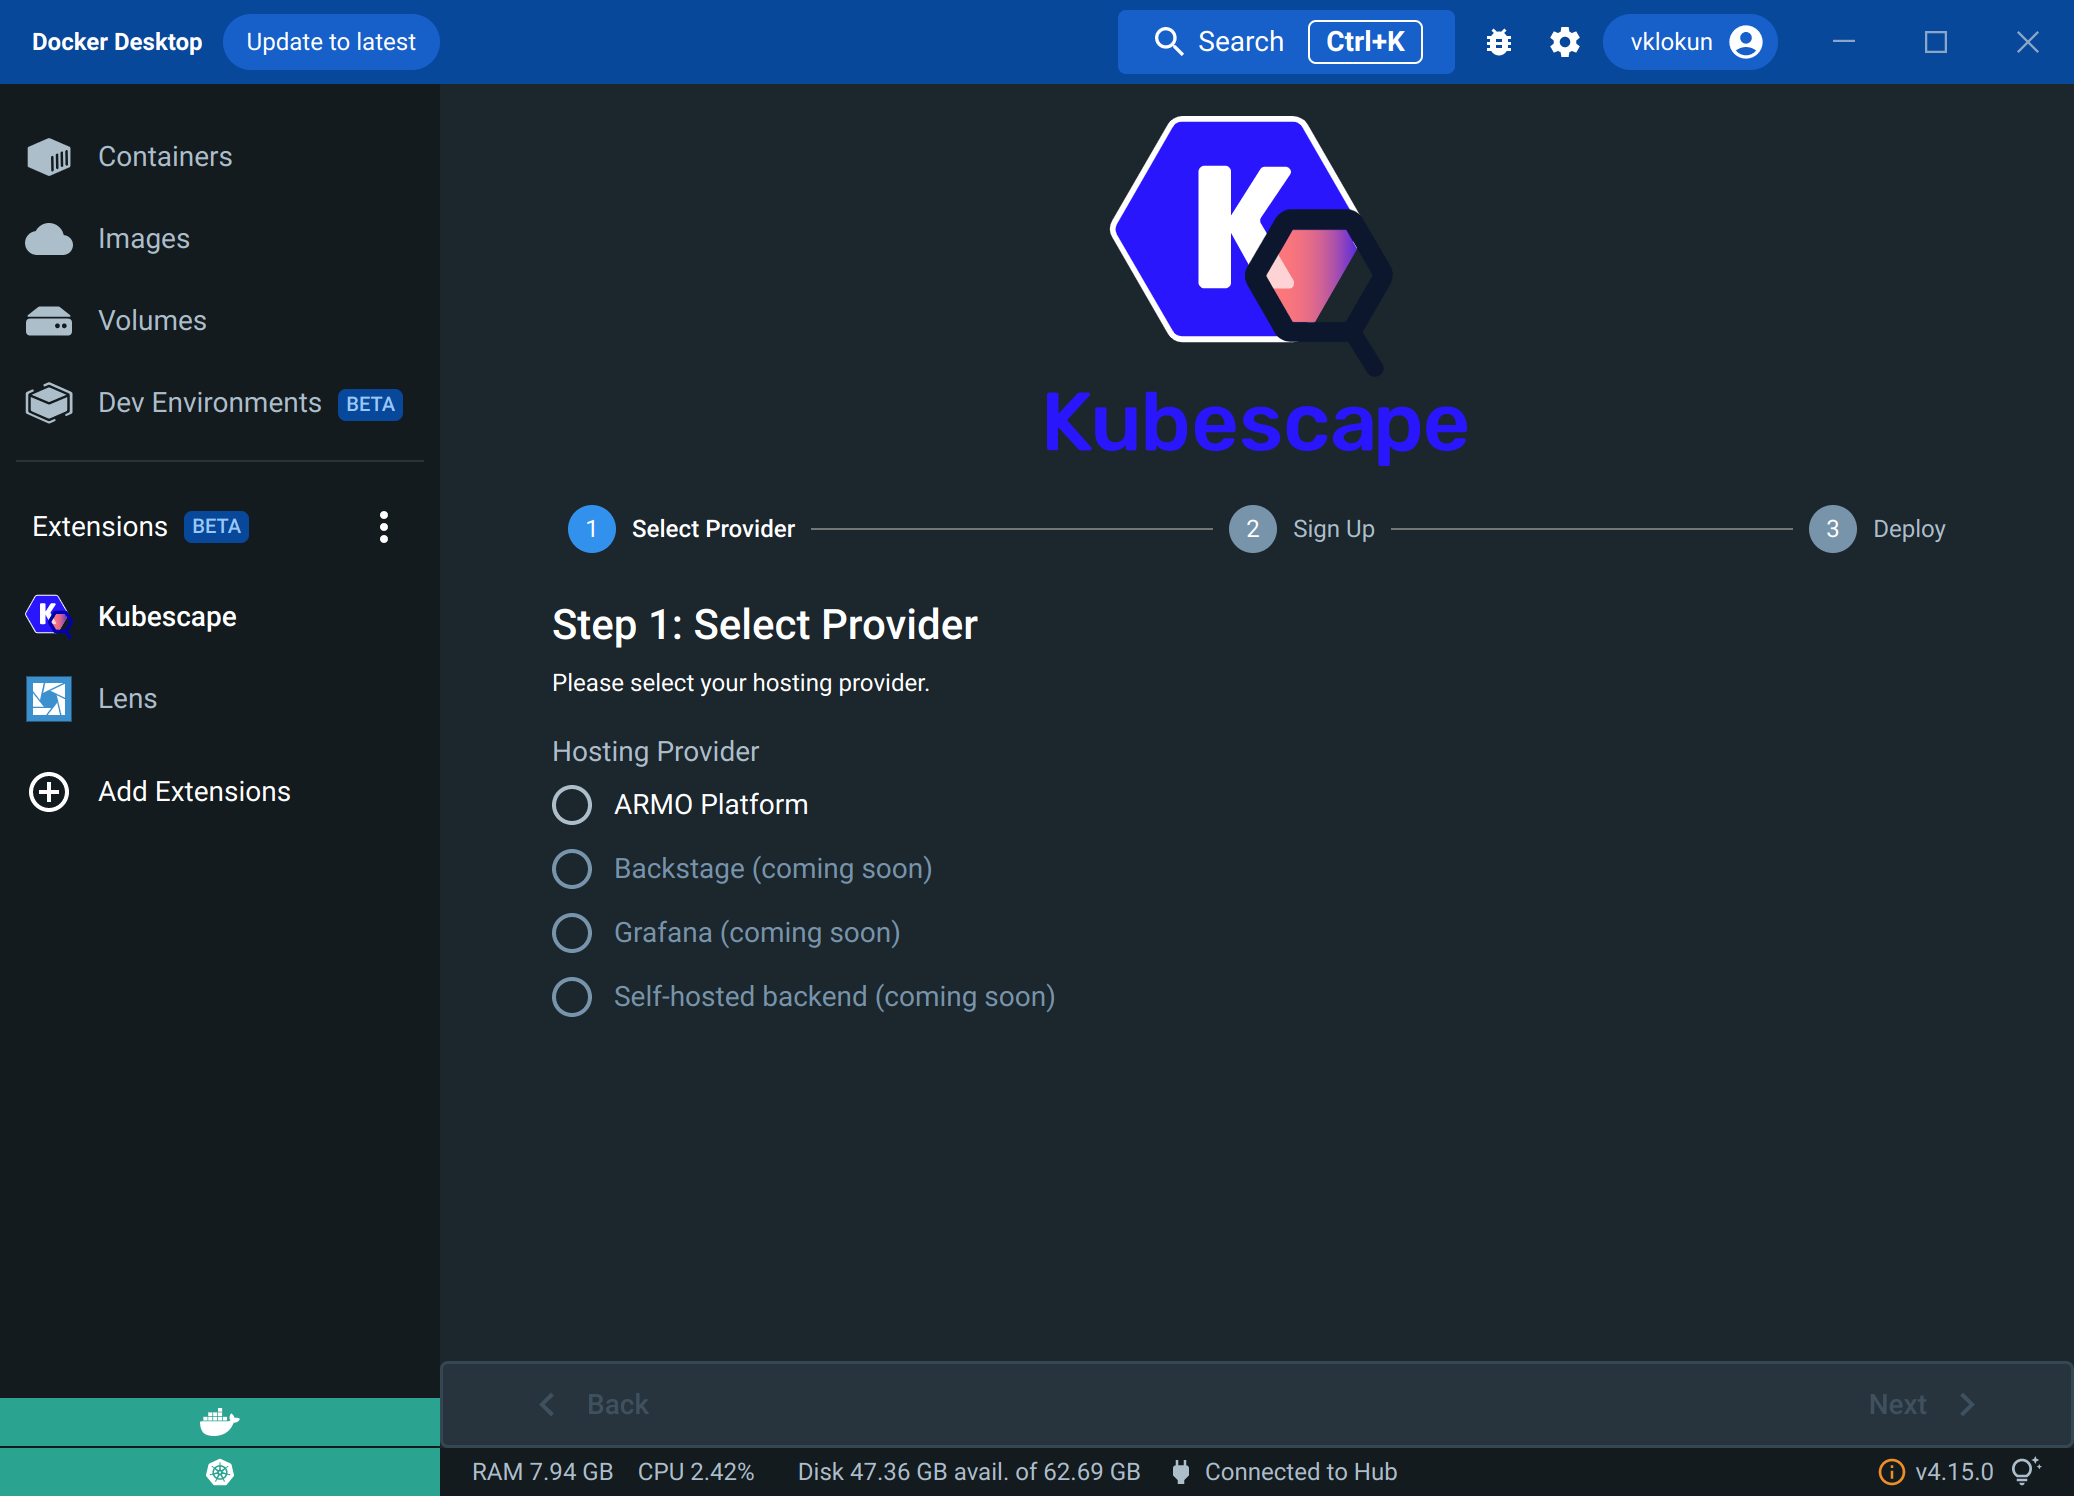 Docker Desktop
Update to latest
Search
Ctrl+K
vklokun
Containers
Images
Volumes
Dev Environments BETA
Extensions BETA
Kubescape
Lens
Add Extensions
K
Kubescape
1 Select Provider
2 Sign Up
3 Deploy
Step 1: Select Provider
Please select your hosting provider.
Hosting Provider
ARMO Platform
Backstage (coming soon)
Grafana (coming soon)
Self-hosted backend (coming soon)
Back
Next
RAM 7.94 GB CPU 2.42% Disk 47.36 GB avail. of 62.69 GB Connected to Hub
v4.15.0